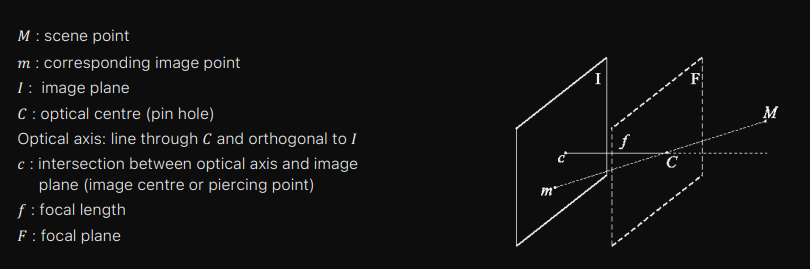 M : scene point
m : corresponding image point
I : image plane
C : optical centre (pin hole)
Optical axis: line through C and orthogonal to I
c : intersection between optical axis and image
plane (image centre or piercing point)
f : focal length
F : focal plane
I
F
M
f
c
C
m